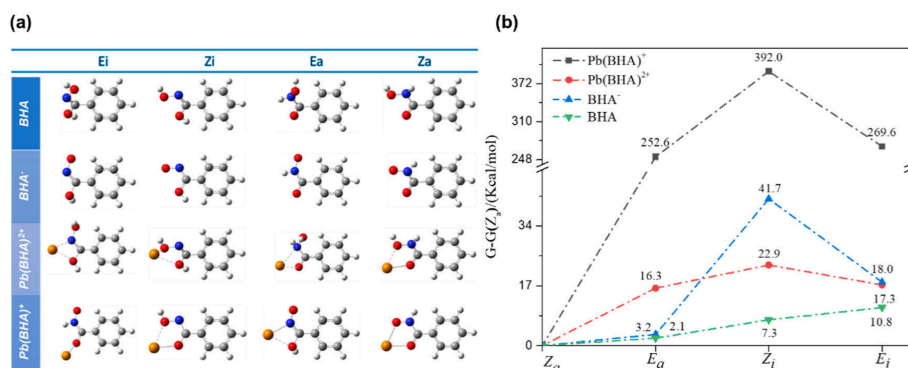 (a)
Ei Zi Ea Za
BHA
BHA⁻
Pb(BHA)²⁺
Pb(BHA)⁺
(b)
G-G(Zₐ)/(Kcal/mol)
372
310
248
34
17
0
Pb(BHA)⁺
Pb(BHA)²⁺
BHA⁻
BHA
392.0
252.6
269.6
41.7
16.3
22.9
18.0
17.3
3.2
2.1
7.3
10.8
Zₐ Eₐ Zᵢ Eᵢ